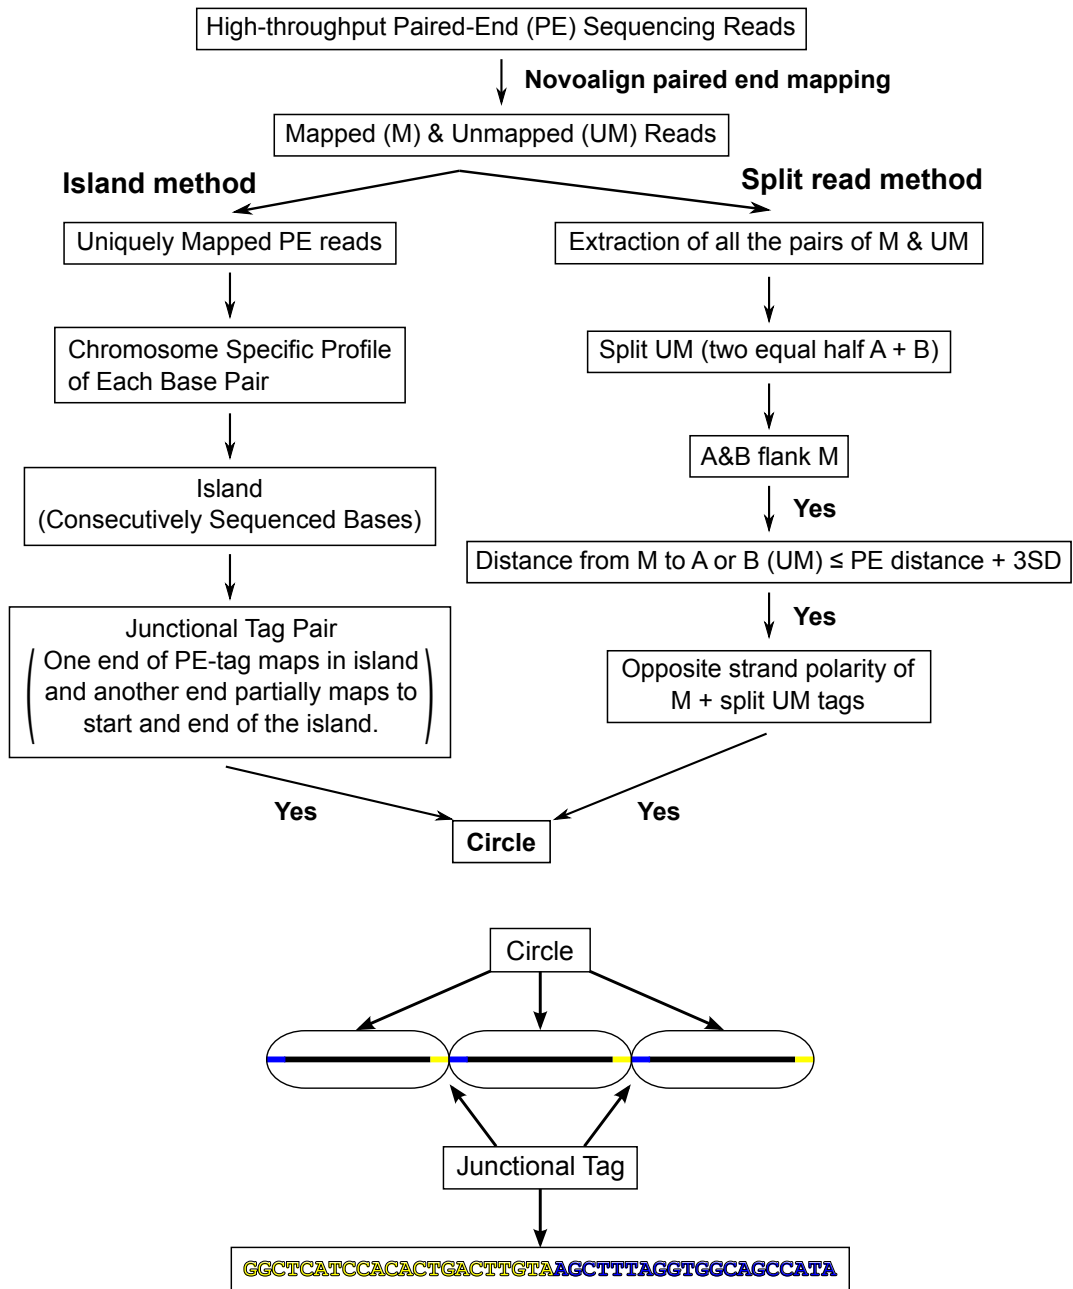 High-throughput Paired-End (PE) Sequencing Reads
Novoalign paired end mapping
Mapped (M) & Unmapped (UM) Reads
Island method
Split read method
Uniquely Mapped PE reads
Extraction of all the pairs of M & UM
Chromosome Specific Profile
of Each Base Pair
Split UM (two equal half A + B)
Island
(Consecutively Sequenced Bases)
A&B flank M
Yes
Distance from M to A or B (UM) ≤ PE distance + 3SD
Yes
Junctional Tag Pair
( One end of PE-tag maps in island
and another end partially maps to
start and end of the island. )
Opposite strand polarity of
M + split UM tags
Yes
Yes
Circle
Circle
Junctional Tag
GGCTCATCCACACTGACTTGTAAGCTTTAGGTGGCAGCCATA